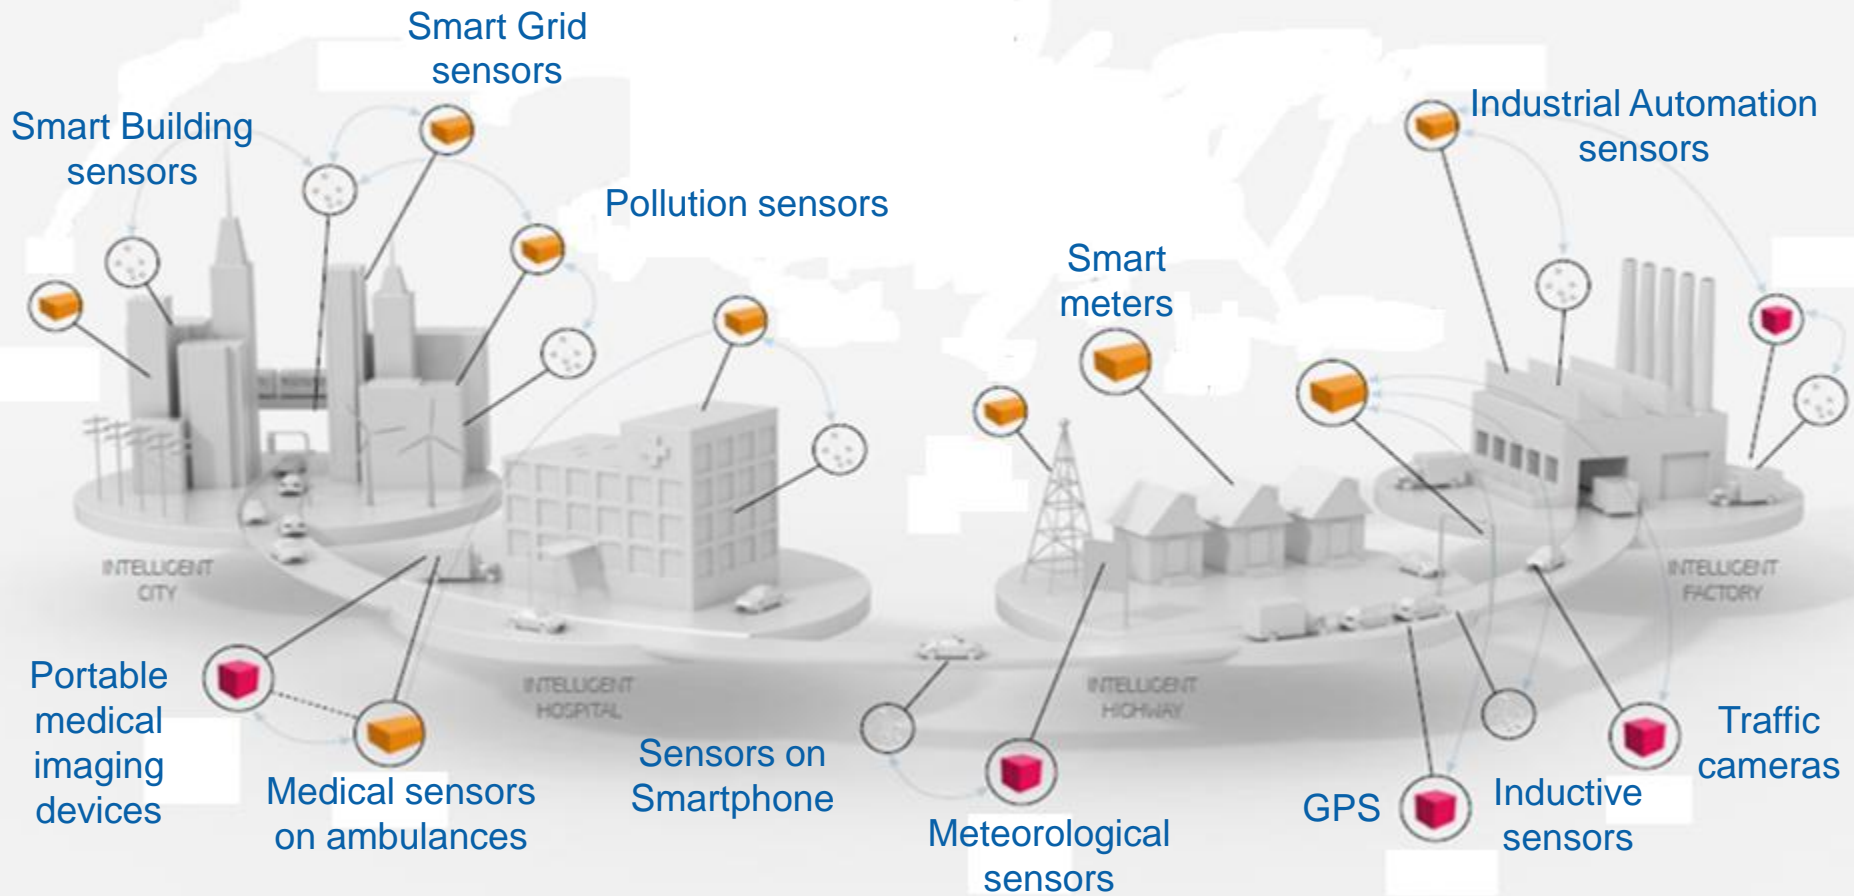 Smart Grid
sensors
Smart Building
sensors
Industrial Automation
sensors
Pollution sensors
Smart
meters
INTELLIGENT
CITY
INTELLIGENT
FACTORY
INTELLIGENT
HOSPITAL
INTELLIGENT
HIGHWAY
Portable
medical
imaging
devices
Medical sensors
on ambulances
Sensors on
Smartphone
Meteorological
sensors
GPS
Inductive
sensors
Traffic
cameras